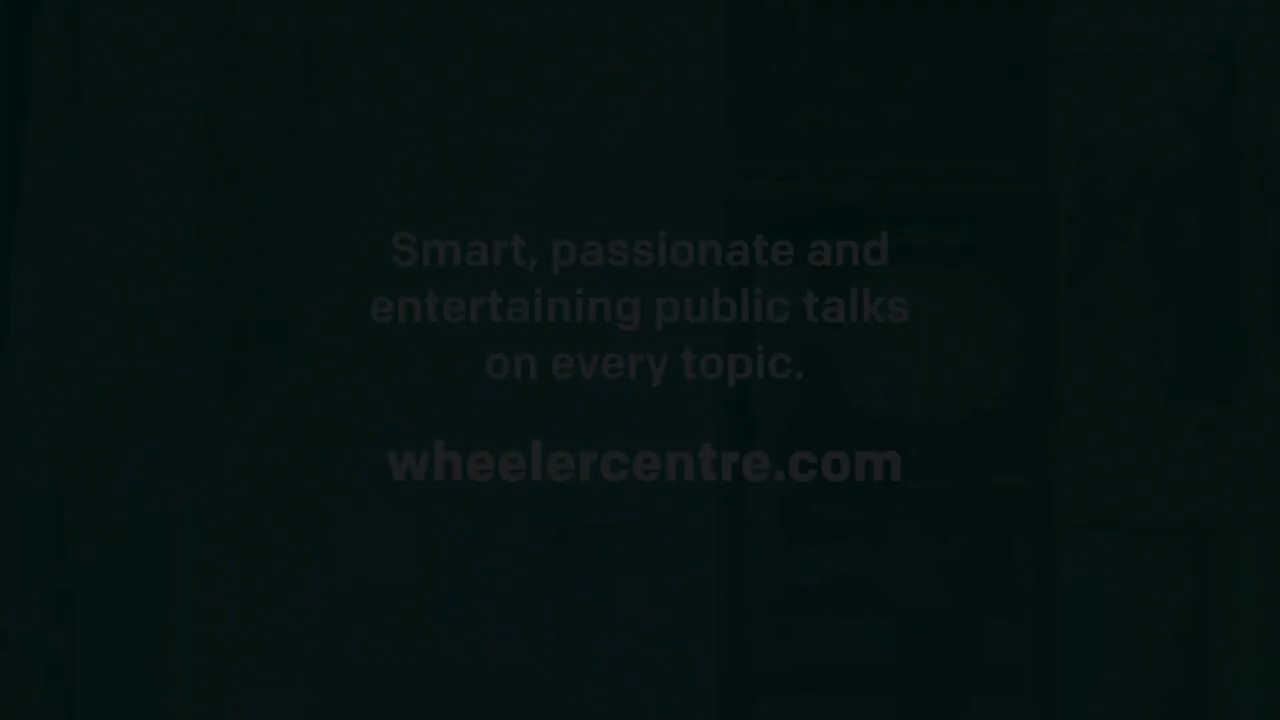 Smart, passionate and
entertaining public talks
on every topic.
wheelercentre.com